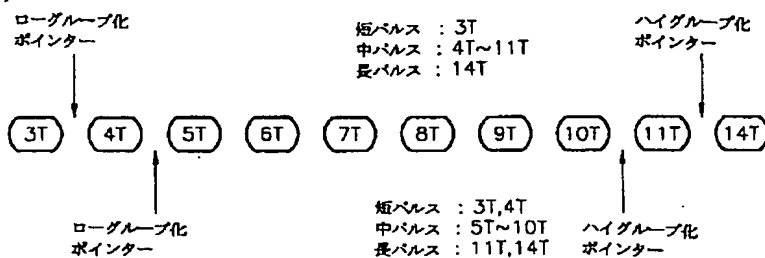 ローグループ化
ポインター
短パルス : 3T
中パルス : 4T~11T
長パルス : 14T
ハイグループ化
ポインター
3T 4T 5T 6T 7T 8T 9T 10T 11T 14T
ローグループ化
ポインター
短パルス : 3T,4T
中パルス : 5T~10T
長パルス : 11T,14T
ハイグループ化
ポインター